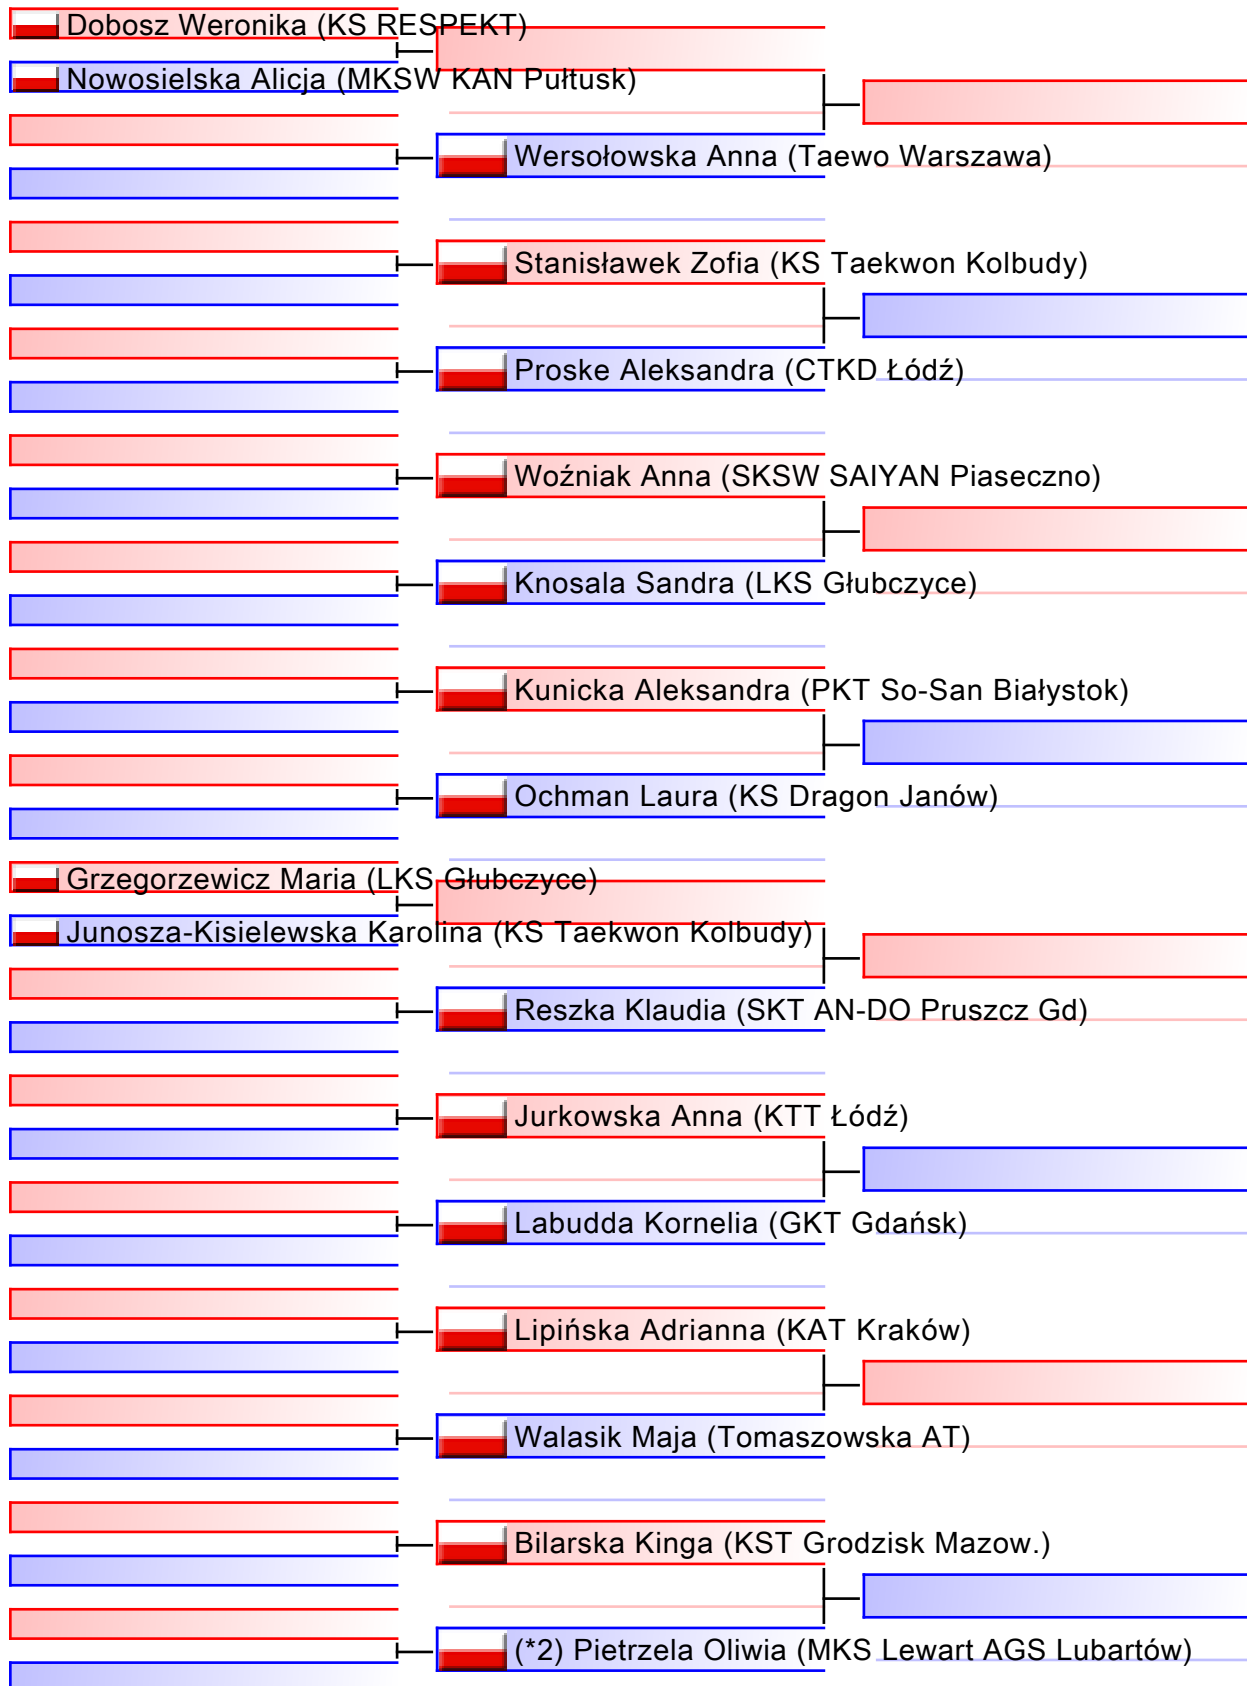 Dobosz Weronika (KS RESPEKT)
Nowosielska Alicja (MKSW KAN Pułtusk)
Wersołowska Anna (Taewo Warszawa)
Stanisławek Zofia (KS Taekwon Kolbudy)
Proske Aleksandra (CTKD Łódź)
Woźniak Anna (SKSW SAIYAN Piaseczno)
Knosala Sandra (LKS Głubczyce)
Kunicka Aleksandra (PKT So-San Białystok)
Ochman Laura (KS Dragon Janów)
Grzegorzewicz Maria (LKS Głubczyce)
Junosza-Kisielewska Karolina (KS Taekwon Kolbudy)
Reszka Klaudia (SKT AN-DO Pruszcz Gd)
Jurkowska Anna (KTT Łódź)
Labudda Kornelia (GKT Gdańsk)
Lipińska Adrianna (KAT Kraków)
Walasik Maja (Tomaszowska AT)
Bilarska Kinga (KST Grodzisk Mazow.)
(*2) Pietrzela Oliwia (MKS Lewart AGS Lubartów)